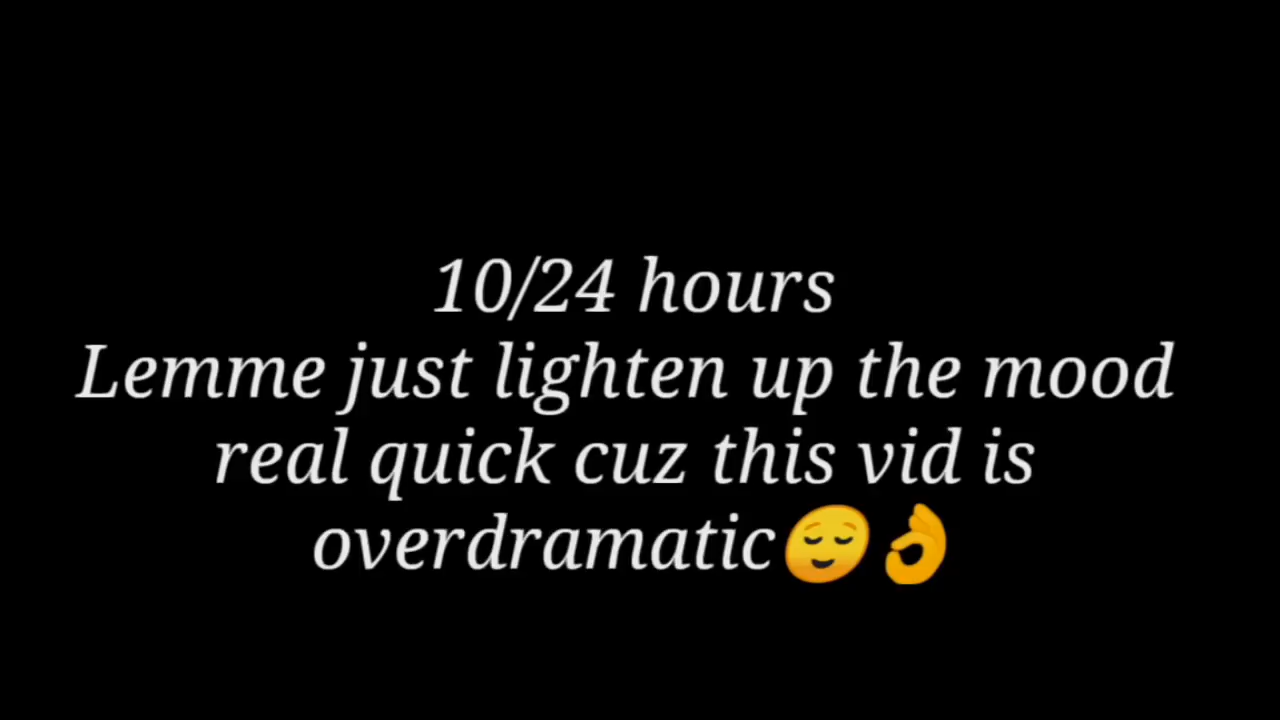 10/24 hours
Lemme just lighten up the mood
real quick cuz this vid is
overdramatic😌👌